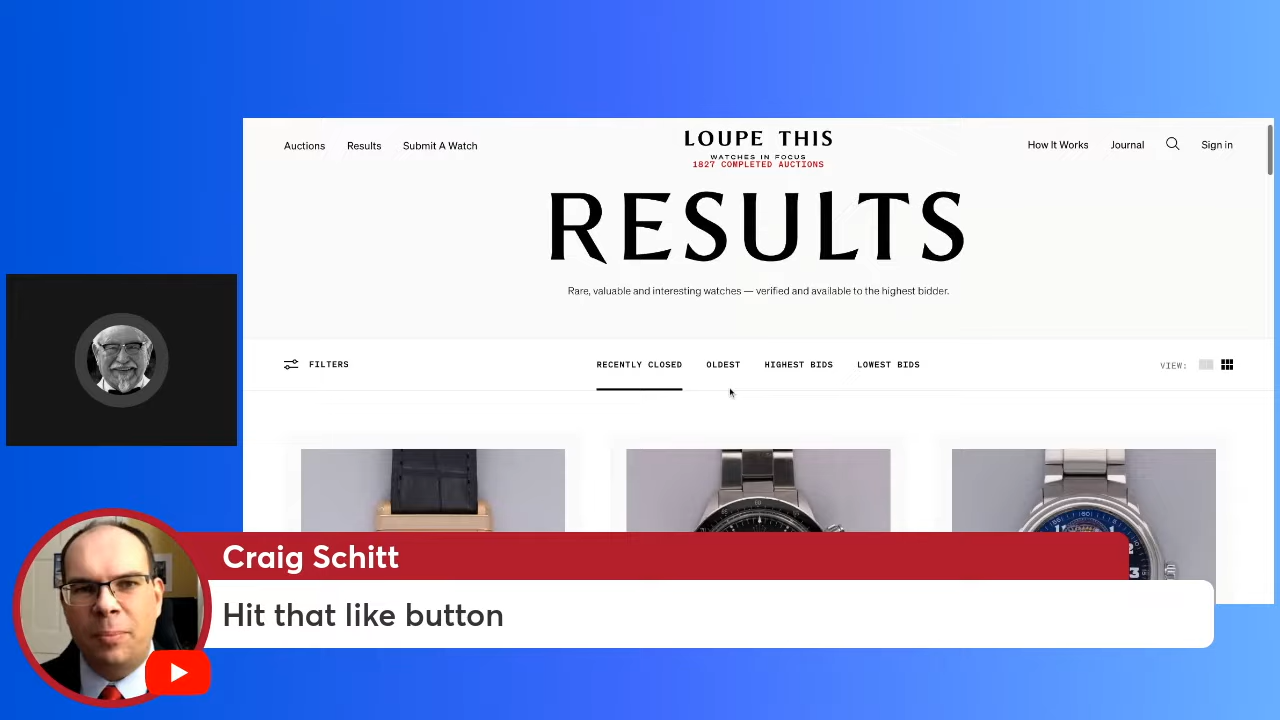 Auctions Results Submit A Watch
LOUPE THIS
WATCHES IN FOCUS
1827 COMPLETED AUCTIONS
How It Works Journal Sign in
RESULTS
Rare, valuable and interesting watches — verified and available to the highest bidder.
FILTERS
RECENTLY CLOSED OLDEST HIGHEST BIDS LOWEST BIDS
VIEW:
Craig Schitt
Hit that like button